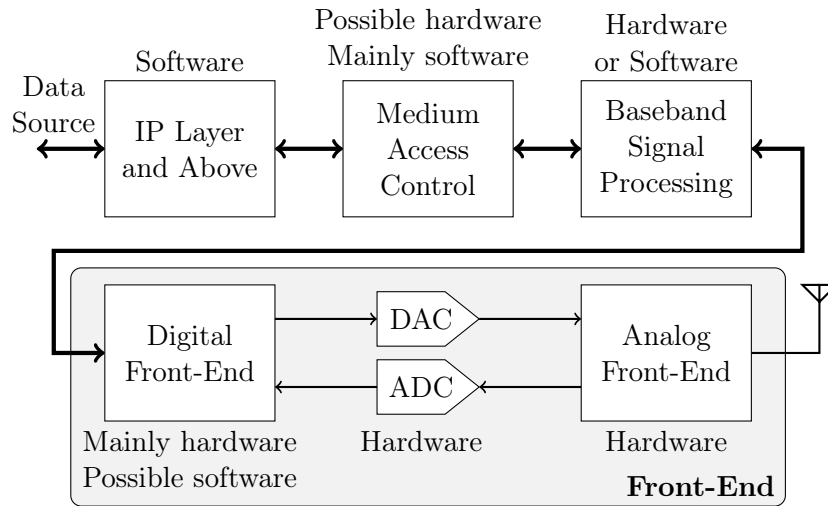 Software
Possible hardware
Mainly software
Hardware
or Software
Data
Source
IP Layer
and Above
Medium
Access
Control
Baseband
Signal
Processing
Digital
Front-End
DAC
ADC
Analog
Front-End
Mainly hardware
Possible software
Hardware
Hardware
Front-End